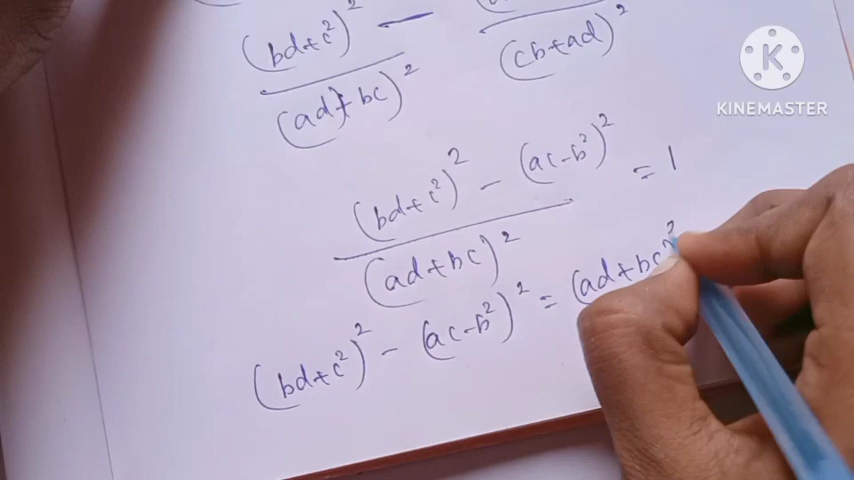 (bd+c²)² —
(ad+bc)² (cb+ad)²
K
KINEMASTER
(bd+c²)² - (ac-b²)² = 1
(ad+bc)²
(bd+c²)² - (ac-b²)² = (ad+bc)²